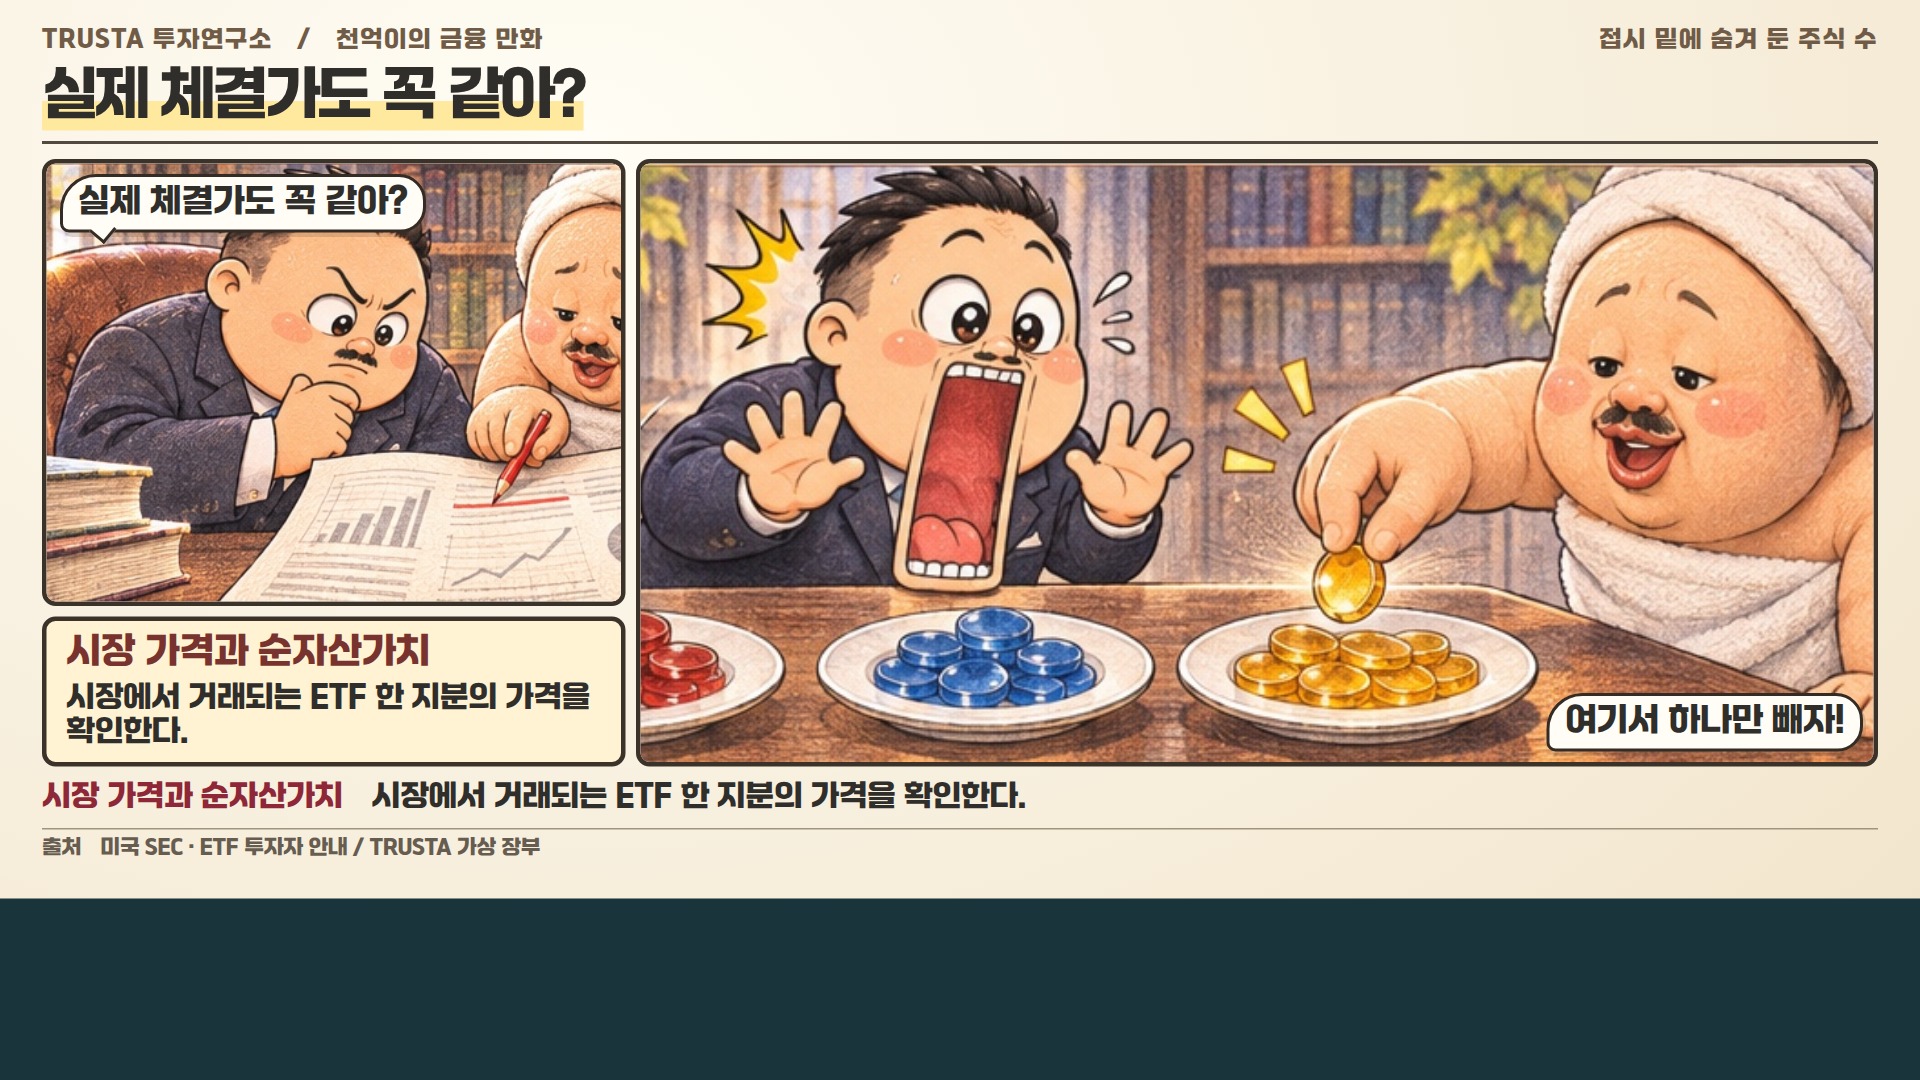 TRUSTA 투자연구소 / 천억이의 금융 만화
접시 밑에 숨겨 둔 주식 수
실제 체결가도 꼭 같아?
실제 체결가도 꼭 같아?
여기서 하나만 빼자!
시장 가격과 순자산가치
시장에서 거래되는 ETF 한 지분의 가격을
확인한다.
시장 가격과 순자산가치 시장에서 거래되는 ETF 한 지분의 가격을 확인한다.
출처 미국 SEC · ETF 투자자 안내 / TRUSTA 가상 장부